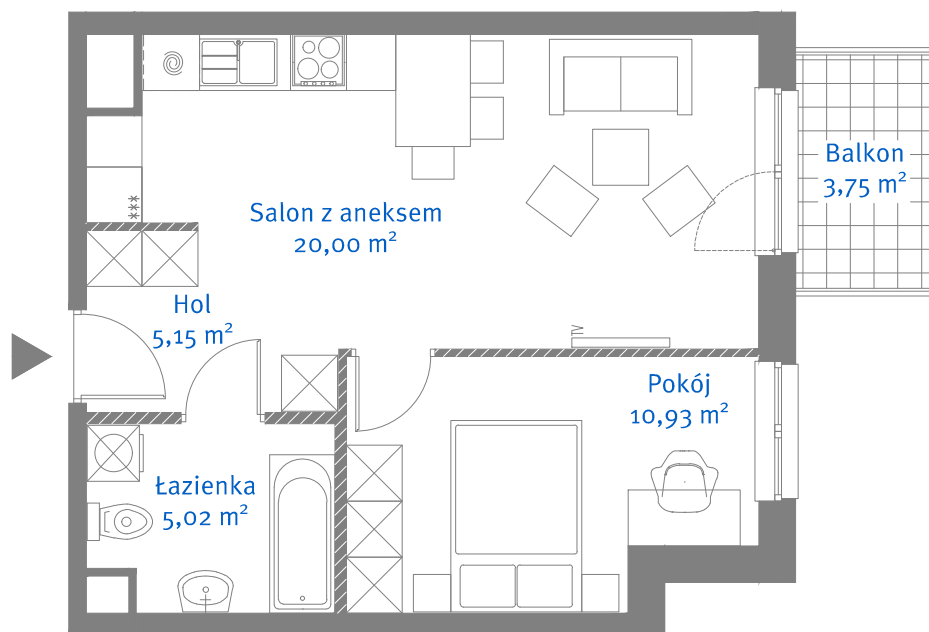 Balkon
3,75 m²
Salon z aneksem
20,00 m²
Hol
5,15 m²
TV
Pokój
10,93 m²
Łazienka
5,02 m²